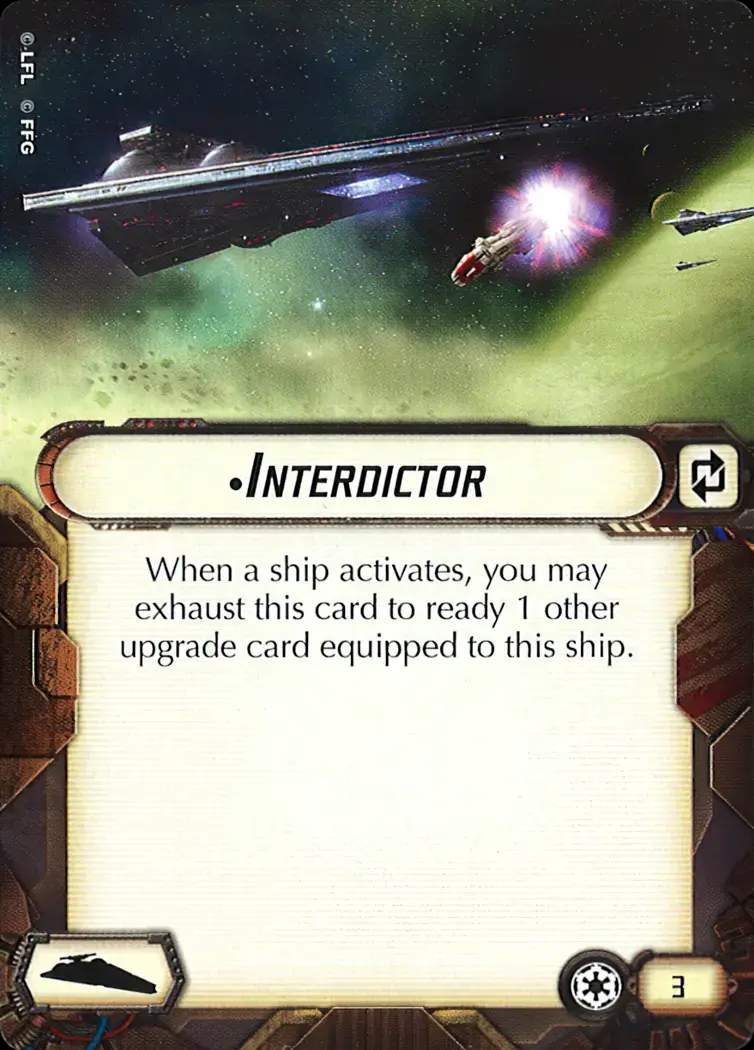 © LFL © FFG
•INTERDICTOR
When a ship activates, you may
exhaust this card to ready 1 other
upgrade card equipped to this ship.
3